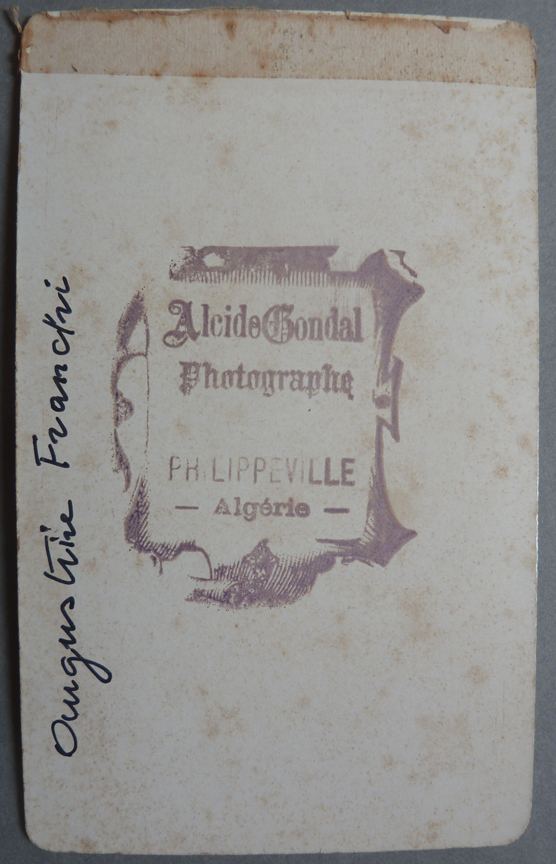 Alcide Gondal
Photographe
PHILIPPEVILLE
— Algérie —
Augustine Franchi